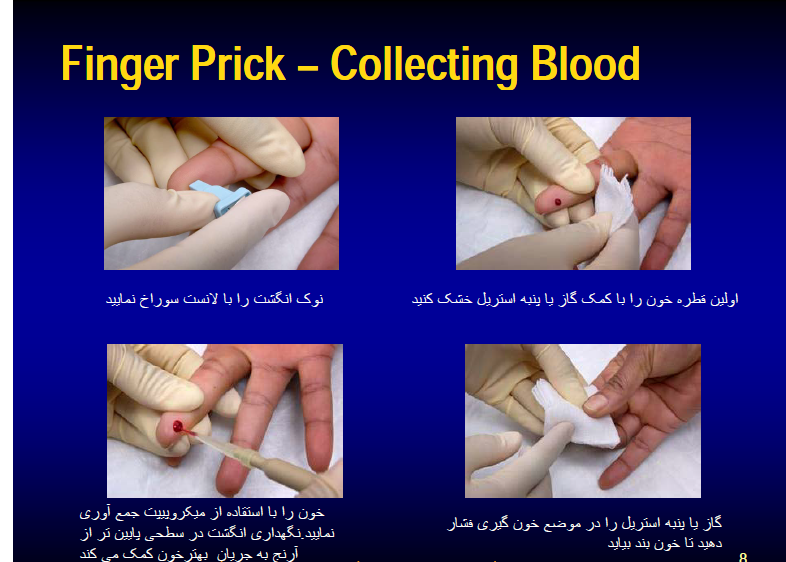 Finger Prick – Collecting Blood
نوک انگشت را با لانست سوراخ نمایید
اولین قطره خون را با کمک گاز یا پنبه استریل خشک کنید
خون را با استفاده از میکروپیپت جمع آوری
نمایید.نگهداری انگشت در سطحی پایین تر از
آرنج به جریان بهترخون کمک می کند
گاز یا پنبه استریل را در موضع خون گیری فشار
دهید تا خون بند بیاید
8